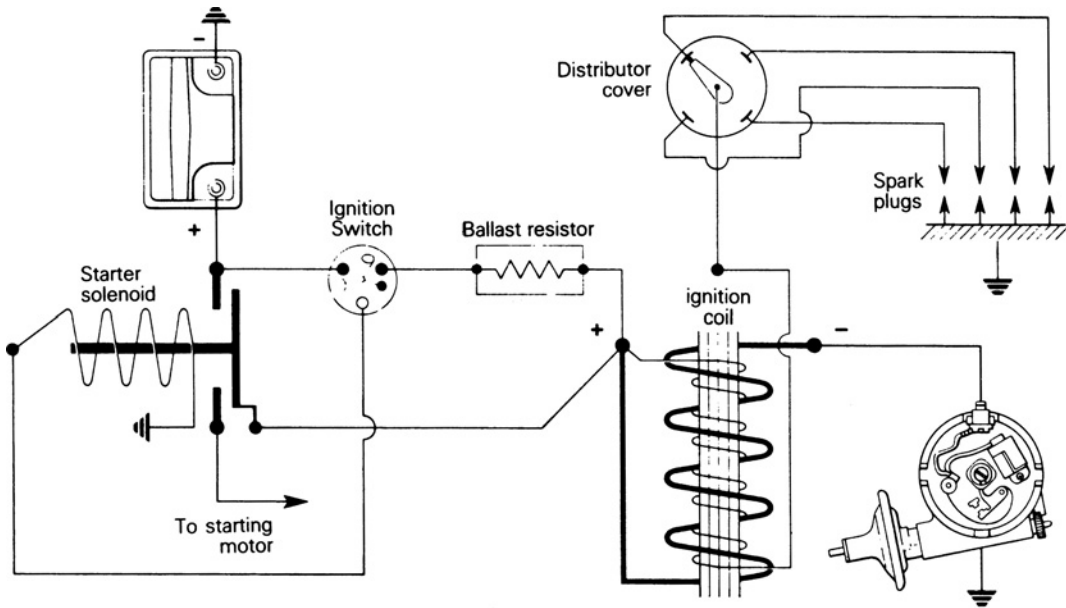 -
Distributor
cover
Spark
plugs
+
Ignition
Switch
Ballast resistor
Starter
solenoid
ignition
coil
+
-
To starting
motor